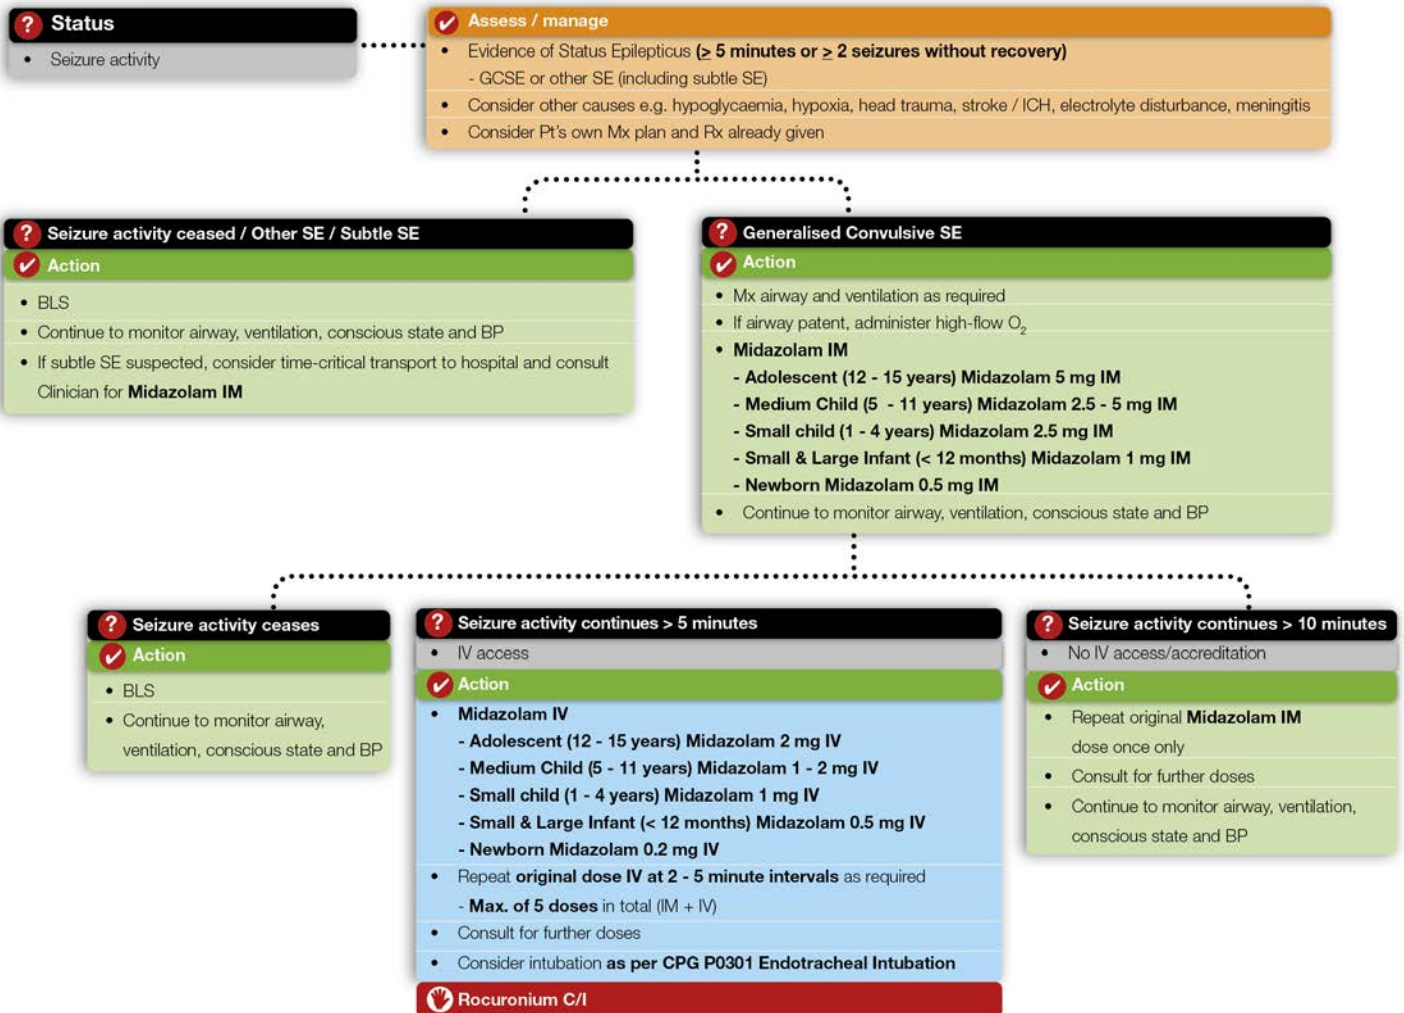 Status
• Seizure activity
Assess / manage
• Evidence of Status Epilepticus (≥ 5 minutes or ≥ 2 seizures without recovery)
- GCSE or other SE (including subtle SE)
• Consider other causes e.g. hypoglycaemia, hypoxia, head trauma, stroke / ICH, electrolyte disturbance, meningitis
• Consider Pt's own Mx plan and Rx already given
? Seizure activity ceased / Other SE / Subtle SE
Action
• BLS
• Continue to monitor airway, ventilation, conscious state and BP
• If subtle SE suspected, consider time-critical transport to hospital and consult
Clinician for Midazolam IM
? Generalised Convulsive SE
Action
• Mx airway and ventilation as required
• If airway patent, administer high-flow O₂
• Midazolam IM
- Adolescent (12 - 15 years) Midazolam 5 mg IM
- Medium Child (5 - 11 years) Midazolam 2.5 - 5 mg IM
- Small child (1 - 4 years) Midazolam 2.5 mg IM
- Small & Large Infant (< 12 months) Midazolam 1 mg IM
- Newborn Midazolam 0.5 mg IM
• Continue to monitor airway, ventilation, conscious state and BP
? Seizure activity ceases
Action
• BLS
• Continue to monitor airway,
ventilation, conscious state and BP
? Seizure activity continues > 5 minutes
• IV access
Action
• Midazolam IV
- Adolescent (12 - 15 years) Midazolam 2 mg IV
- Medium Child (5 - 11 years) Midazolam 1 - 2 mg IV
- Small child (1 - 4 years) Midazolam 1 mg IV
- Small & Large Infant (< 12 months) Midazolam 0.5 mg IV
- Newborn Midazolam 0.2 mg IV
• Repeat original dose IV at 2 - 5 minute intervals as required
- Max. of 5 doses in total (IM + IV)
• Consult for further doses
• Consider intubation as per CPG P0301 Endotracheal Intubation
Rocuronium C/I
? Seizure activity continues > 10 minutes
• No IV access/accreditation
Action
• Repeat original Midazolam IM
dose once only
• Consult for further doses
• Continue to monitor airway, ventilation,
conscious state and BP